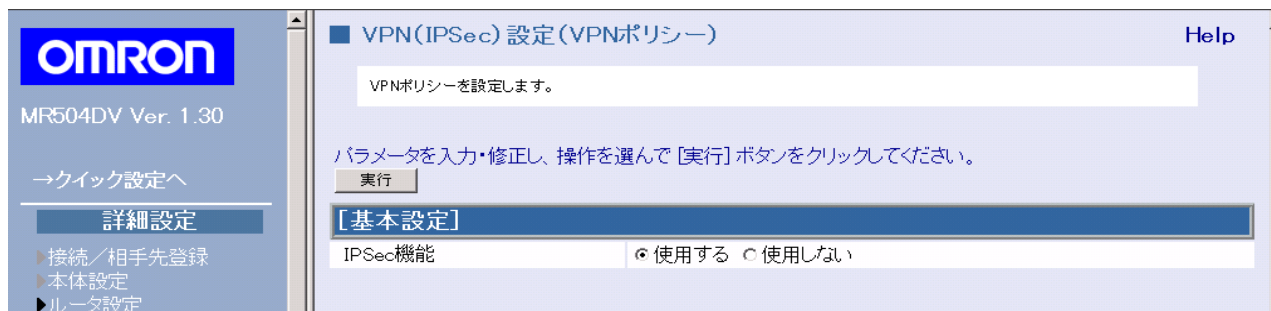 OMRON
MR504DV Ver. 1.30
→クイック設定へ
詳細設定
接続／相手先登録
本体設定
ルータ設定
■ VPN(IPSec)設定(VPNポリシー)
Help
VPNポリシーを設定します。
パラメータを入力・修正し、操作を選んで[実行]ボタンをクリックしてください。
実行
[基本設定]
IPSec機能 使用する 使用しない